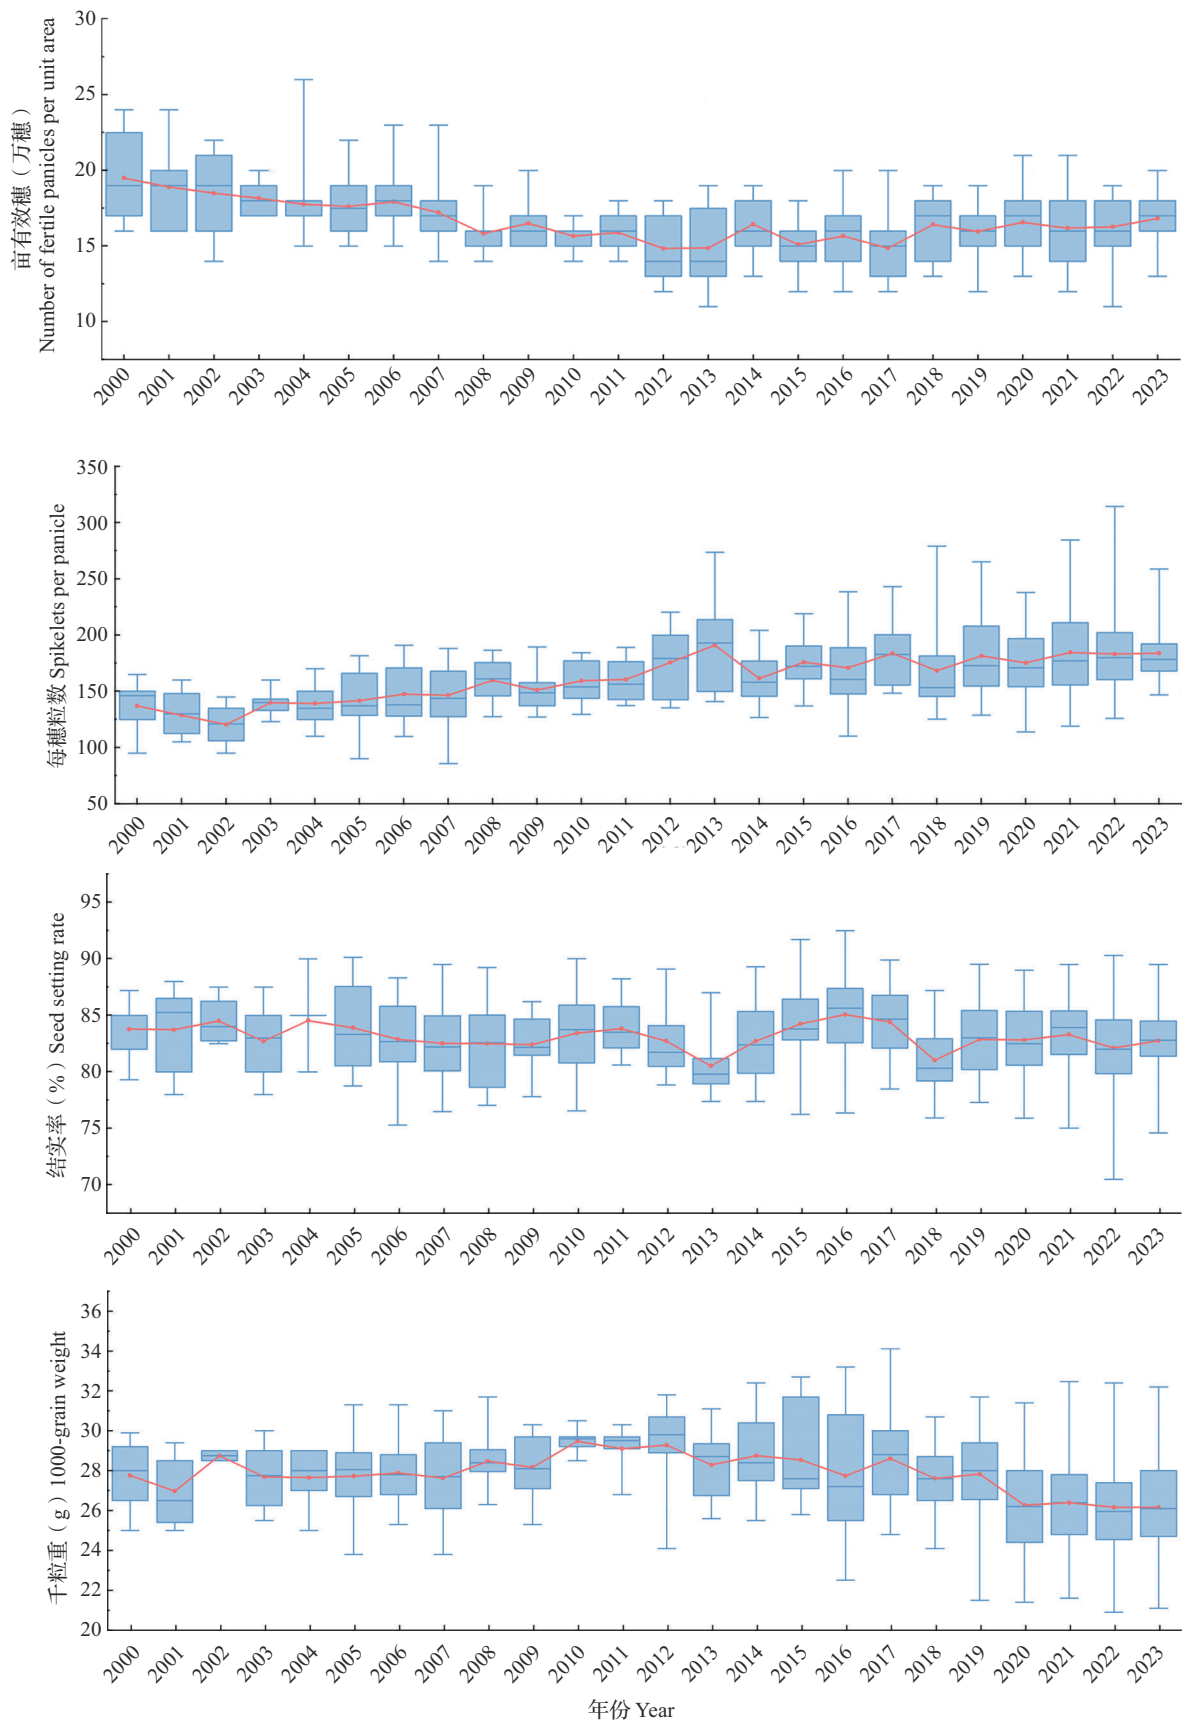 亩有效穗（万穗）
Number of fertile panicles per unit area
30
25
20
15
10
2000 2001 2002 2003 2004 2005 2006 2007 2008 2009 2010 2011 2012 2013 2014 2015 2016 2017 2018 2019 2020 2021 2022 2023
每穗粒数 Spikelets per panicle
350
300
250
200
150
100
50
2000 2001 2002 2003 2004 2005 2006 2007 2008 2009 2010 2011 2012 2013 2014 2015 2016 2017 2018 2019 2020 2021 2022 2023
结实率（%）Seed setting rate
95
90
85
80
75
70
2000 2001 2002 2003 2004 2005 2006 2007 2008 2009 2010 2011 2012 2013 2014 2015 2016 2017 2018 2019 2020 2021 2022 2023
千粒重（g）1000-grain weight
36
34
32
30
28
26
24
22
20
2000 2001 2002 2003 2004 2005 2006 2007 2008 2009 2010 2011 2012 2013 2014 2015 2016 2017 2018 2019 2020 2021 2022 2023
年份 Year